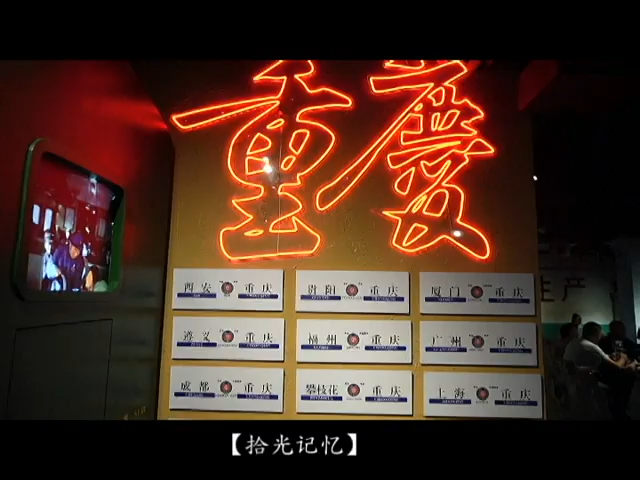 重慶
西安 重庆
贵阳 重庆
厦门 重庆
遵义 重庆
福州 重庆
广州 重庆
成都 重庆
攀枝花 重庆
上海 重庆
生产
【拾光记忆】